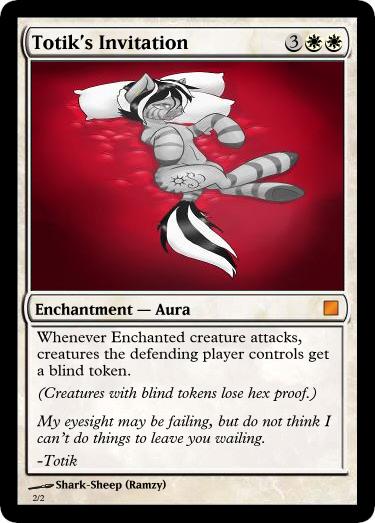 Totik's Invitation 3
Enchantment — Aura
Whenever Enchanted creature attacks,
creatures the defending player controls get
a blind token.
(Creatures with blind tokens lose hex proof.)
My eyesight may be failing, but do not think I
can't do things to leave you wailing.
-Totik
Shark-Sheep (Ramzy)
2/2